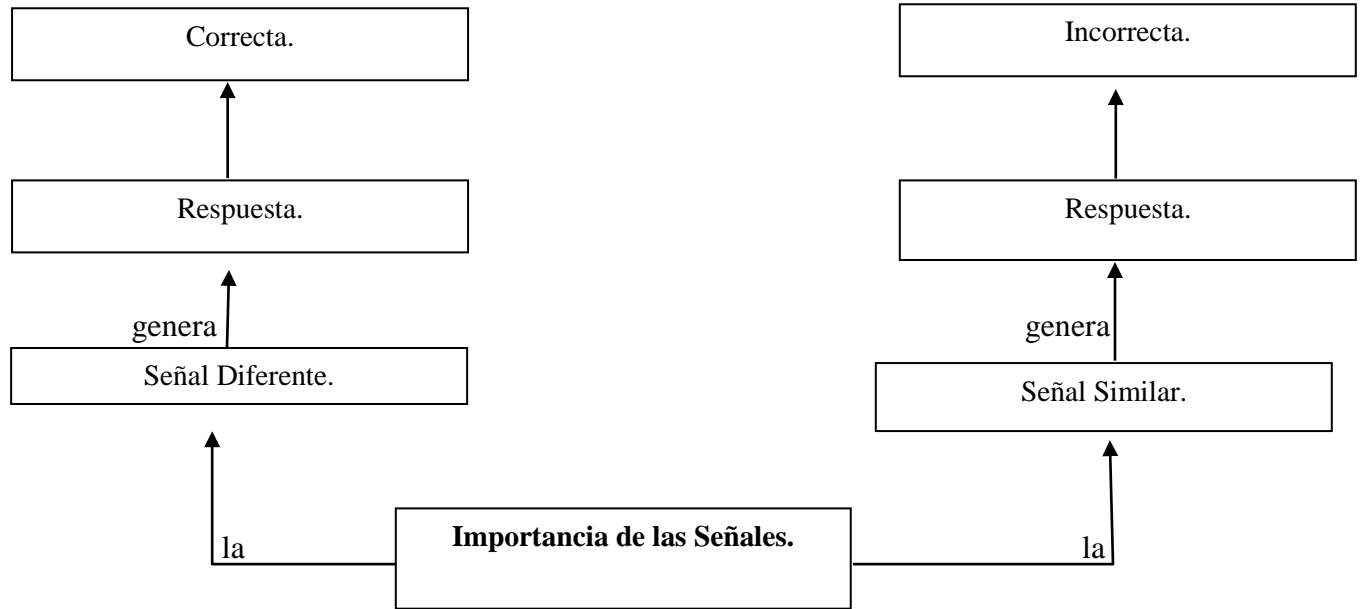 Correcta.
Incorrecta.
Respuesta.
Respuesta.
genera
genera
Señal Diferente.
Señal Similar.
Importancia de las Señales.
la
la